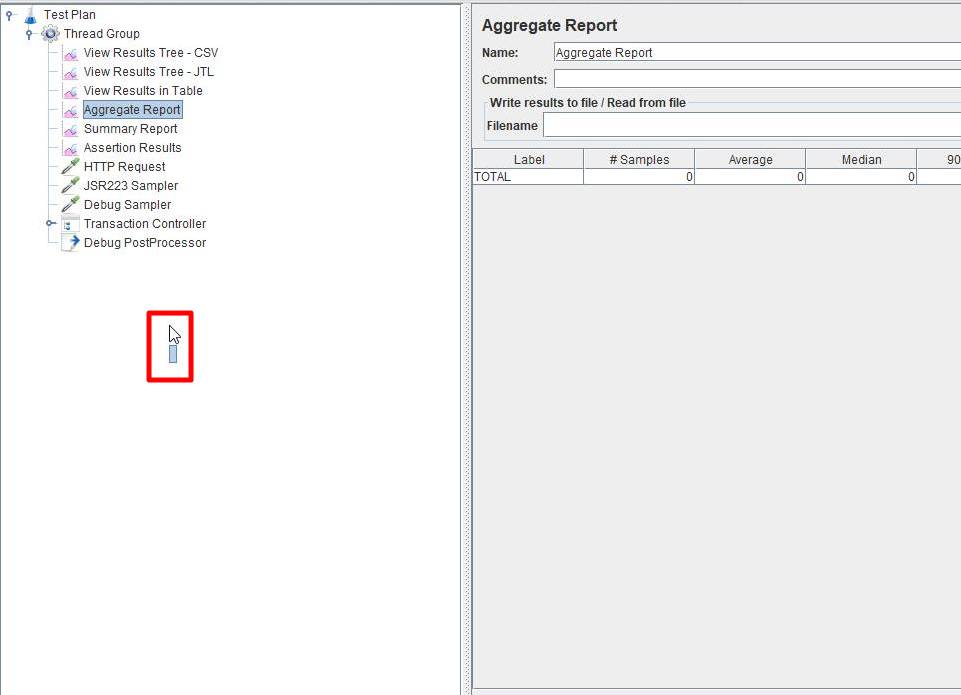 Test Plan
Thread Group
View Results Tree - CSV
View Results Tree - JTL
View Results in Table
Aggregate Report
Summary Report
Assertion Results
HTTP Request
JSR223 Sampler
Debug Sampler
Transaction Controller
Debug PostProcessor
Aggregate Report
Name: Aggregate Report
Comments:
Write results to file / Read from file
Filename
Label # Samples Average Median 90
TOTAL 0 0 0